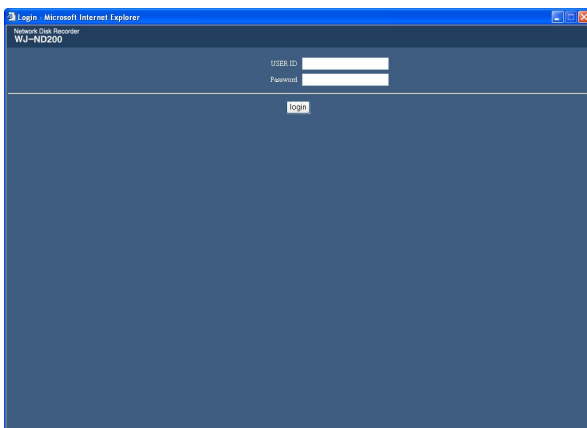 Login - Microsoft Internet Explorer
Network Disk Recorder
WJ-ND200
USER ID
Password
login